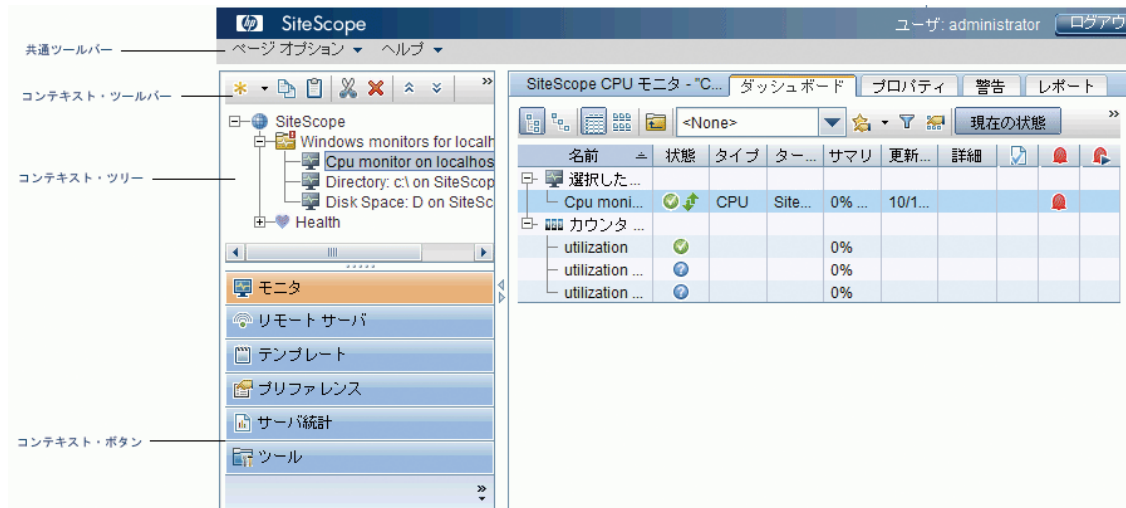 hp SiteScope
ユーザ: administrator ログアウ
共通ツールバー
ページ オプション ヘルプ
コンテキスト・ツールバー
»
SiteScope
Windows monitors for localh
Cpu monitor on localhos
Directory: c:\ on SiteScop
Disk Space: D on SiteSc
Health
コンテキスト・ツリー
モニタ
リモート サーバ
テンプレート
プリファレンス
サーバ統計
ツール
»
コンテキスト・ボタン
SiteScope CPU モニタ - "C... ダッシュボード プロパティ 警告 レポート
<None> 現在の状態 »
名前 状態 タイプ ター... サマリ 更新... 詳細
選択した...
Cpu moni... CPU Site... 0% ... 10/1...
カウンタ ...
utilization 0%
utilization ... 0%
utilization ... 0%